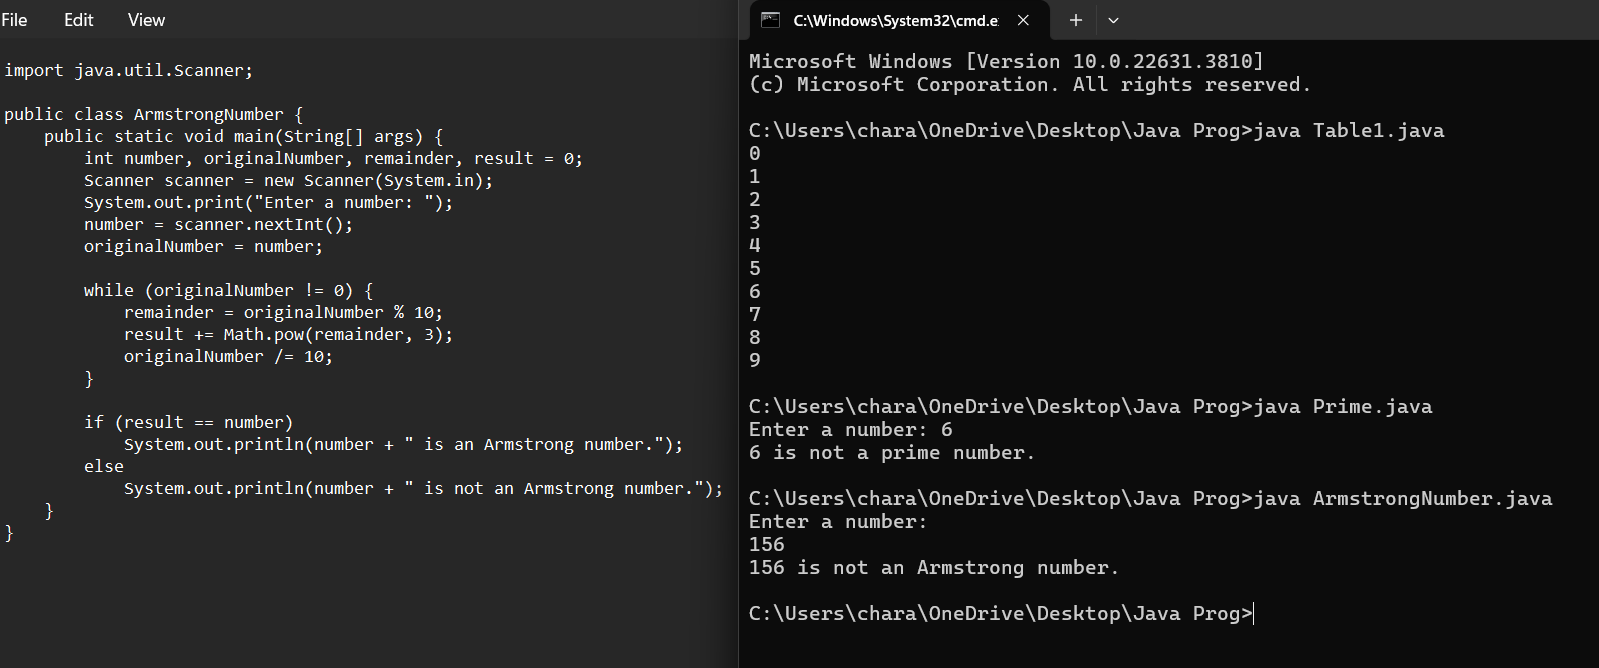 File Edit View
import java.util.Scanner;
public class ArmstrongNumber {
public static void main(String[] args) {
int number, originalNumber, remainder, result = 0;
Scanner scanner = new Scanner(System.in);
System.out.print("Enter a number: ");
number = scanner.nextInt();
originalNumber = number;
while (originalNumber != 0) {
remainder = originalNumber % 10;
result += Math.pow(remainder, 3);
originalNumber /= 10;
}
if (result == number)
System.out.println(number + " is an Armstrong number.");
else
System.out.println(number + " is not an Armstrong number.");
}
}
C:\Windows\System32\cmd.e
Microsoft Windows [Version 10.0.22631.3810]
(c) Microsoft Corporation. All rights reserved.
C:\Users\chara\OneDrive\Desktop\Java Prog>java Table1.java
0
1
2
3
4
5
6
7
8
9
C:\Users\chara\OneDrive\Desktop\Java Prog>java Prime.java
Enter a number: 6
6 is not a prime number.
C:\Users\chara\OneDrive\Desktop\Java Prog>java ArmstrongNumber.java
Enter a number:
156
156 is not an Armstrong number.
C:\Users\chara\OneDrive\Desktop\Java Prog>